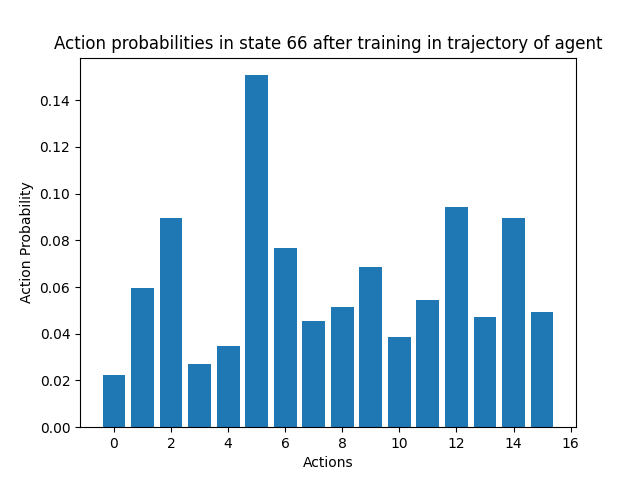 Action probabilities in state 66 after training in trajectory of agent
0.14
0.12
0.10
0.08
0.06
0.04
0.02
0.00
Action Probability
0 2 4 6 8 10 12 14 16
Actions